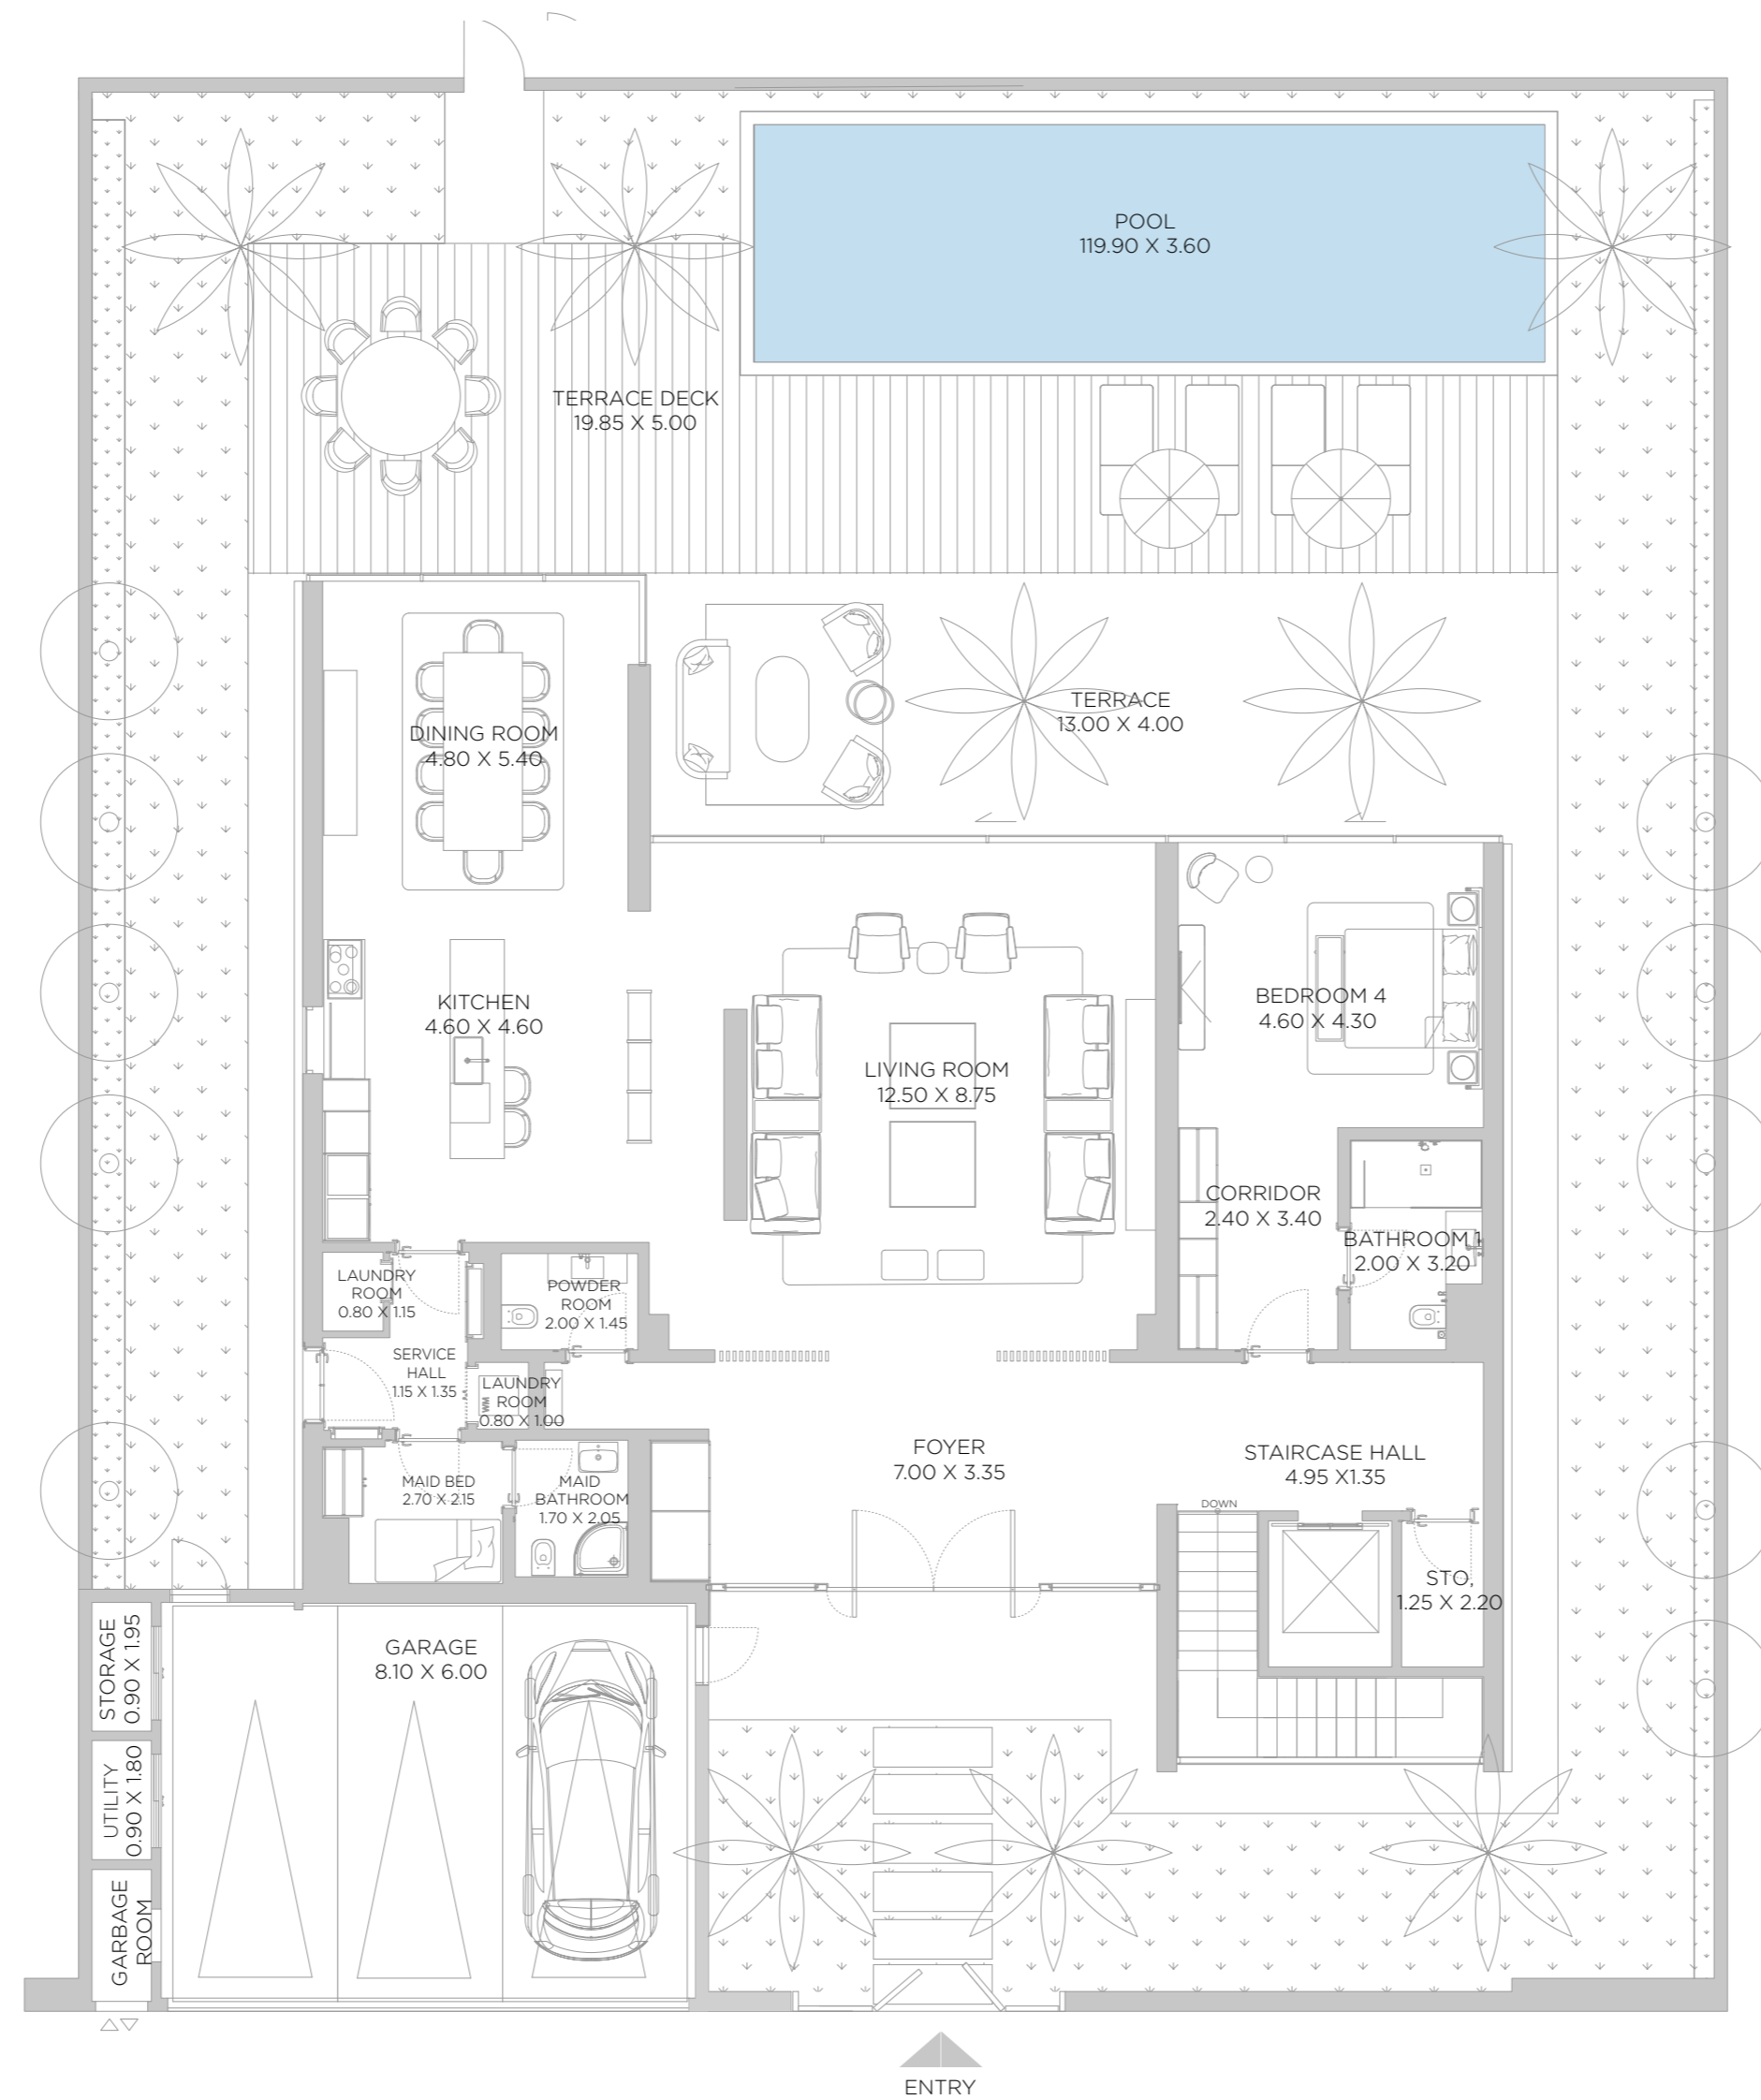 POOL
119.90 X 3.60
TERRACE DECK
19.85 X 5.00
TERRACE
13.00 X 4.00
DINING ROOM
4.80 X 5.40
KITCHEN
4.60 X 4.60
BEDROOM 4
4.60 X 4.30
LIVING ROOM
12.50 X 8.75
CORRIDOR
2.40 X 3.40
BATHROOM 1
2.00 X 3.20
LAUNDRY
ROOM
0.80 X 1.15
POWDER
ROOM
2.00 X 1.45
SERVICE
HALL
1.15 X 1.35
LAUNDRY
ROOM
0.80 X 1.00
WM
FOYER
7.00 X 3.35
STAIRCASE HALL
4.95 X1.35
MAID BED
2.70 X 2.15
MAID
BATHROOM
1.70 X 2.05
DOWN
STO,
1.25 X 2.20
GARAGE
8.10 X 6.00
STORAGE
0.90 X 1.95
UTILITY
0.90 X 1.80
GARBAGE
ROOM
ENTRY